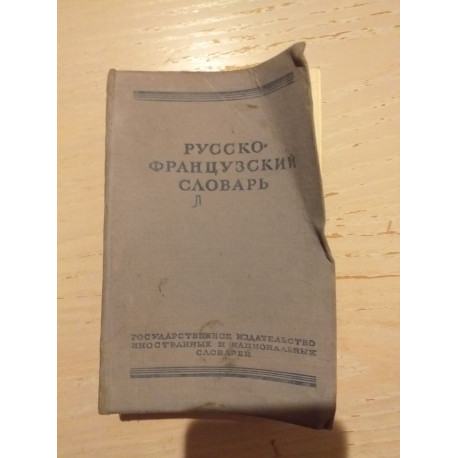 РУССКО-
ФРАНЦУЗСКИЙ
СЛОВАРЬ
Л
ГОСУДАРСТВЕННОЕ ИЗДАТЕЛЬСТВО
ИНОСТРАННЫХ И НАЦИОНАЛЬНЫХ
СЛОВАРЕЙ